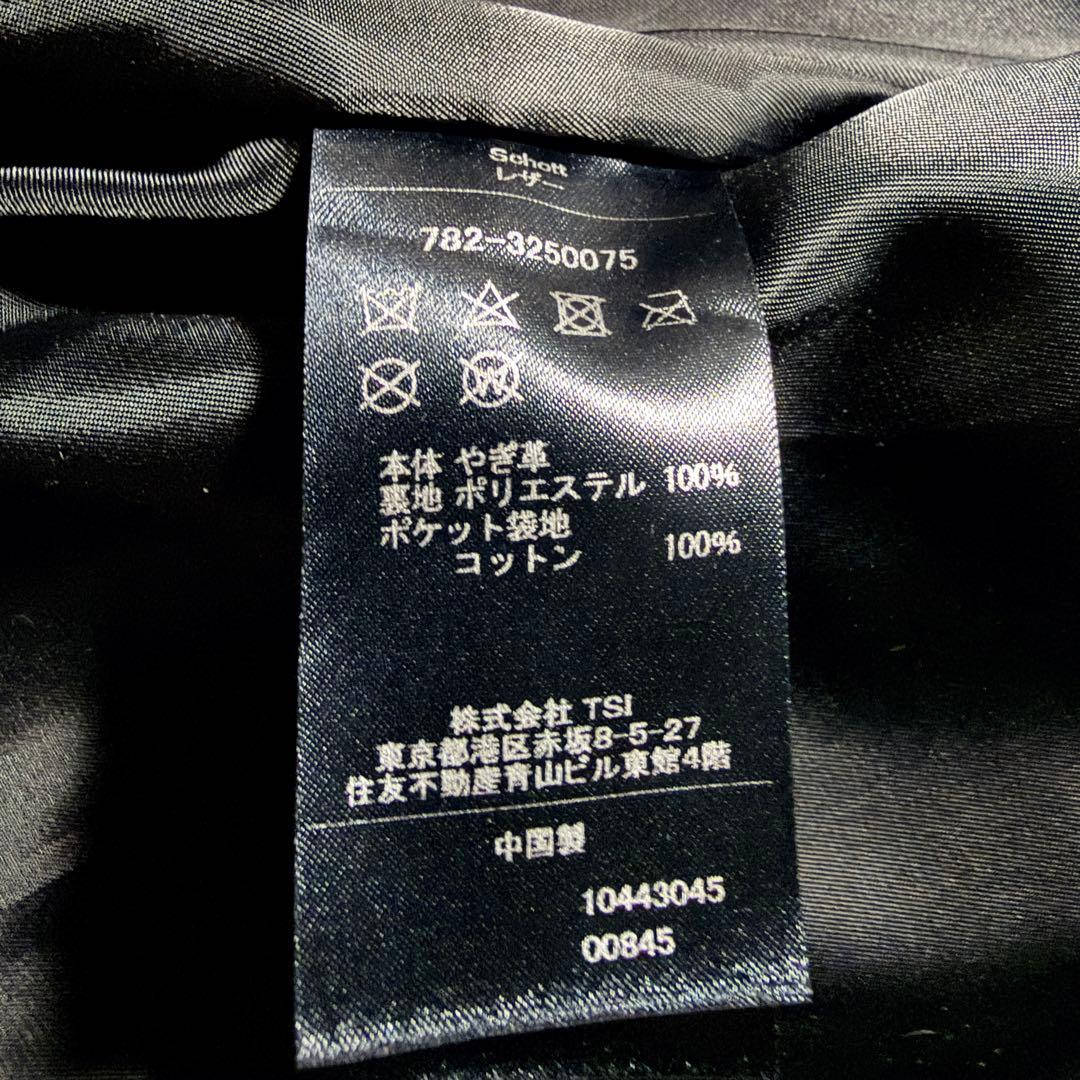 Schott
レザー
782-3250075
W
本体 やぎ革
裏地 ポリエステル 100%
ポケット袋地
コットン 100%
株式会社 TSI
東京都港区赤坂8-5-27
住友不動産青山ビル東館4階
中国製
10443045
00845